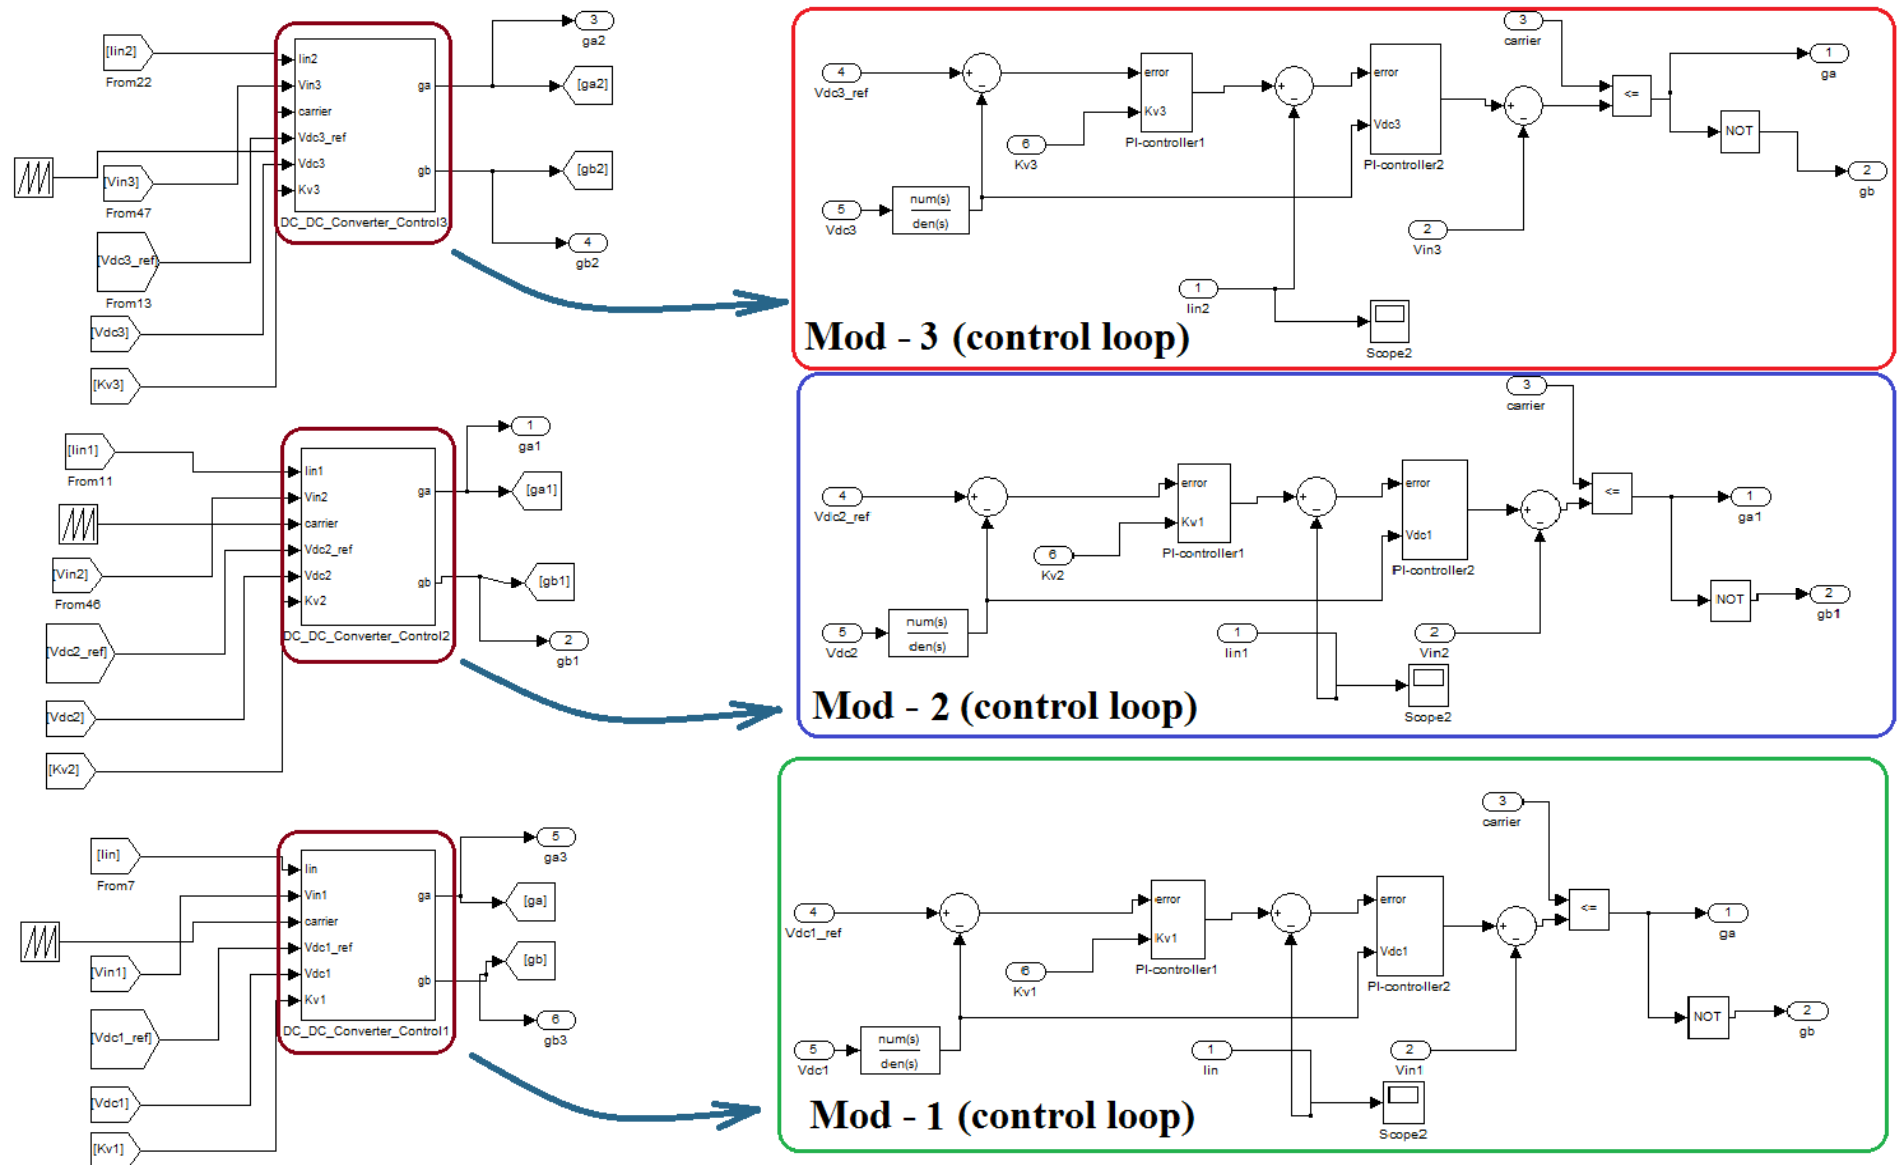 [Iin2]
From22
[Vin3]
From47
[Vdc3_ref]
From13
[Vdc3]
[Kv3]
Iin2
Vin3
carrier
Vdc3_ref
Vdc3
Kv3
ga
gb
DC_DC_Converter_Control3
3
ga2
[ga2]
[gb2]
4
gb2
4
Vdc3_ref
5
Vdc3
num(s)
den(s)
6
Kv3
error
Kv3
PI-controller1
error
Vdc3
PI-controller2
3
carrier
<=
NOT
1
ga
2
gb
2
Vin3
1
Iin2
Scope2
Mod - 3 (control loop)
[Iin1]
From11
[Vin2]
From46
[Vdc2_ref]
[Vdc2]
[Kv2]
Iin1
Vin2
carrier
Vdc2_ref
Vdc2
Kv2
ga
gb
DC_DC_Converter_Control2
1
ga1
[ga1]
[gb1]
2
gb1
4
Vdc2_ref
5
Vdc2
num(s)
den(s)
6
Kv2
error
Kv1
PI-controller1
error
Vdc1
PI-controller2
3
carrier
<=
NOT
1
ga1
2
gb1
1
Iin1
2
Vin2
Scope2
Mod - 2 (control loop)
[Iin]
From7
[Vin1]
[Vdc1_ref]
[Vdc1]
[Kv1]
Iin
Vin1
carrier
Vdc1_ref
Vdc1
Kv1
ga
gb
DC_DC_Converter_Control1
5
ga3
[ga]
[gb]
6
gb3
4
Vdc1_ref
5
Vdc1
num(s)
den(s)
6
Kv1
error
Kv1
PI-controller1
error
Vdc1
PI-controller2
3
carrier
<=
NOT
1
ga
2
gb
1
Iin
2
Vin1
Scope2
Mod - 1 (control loop)